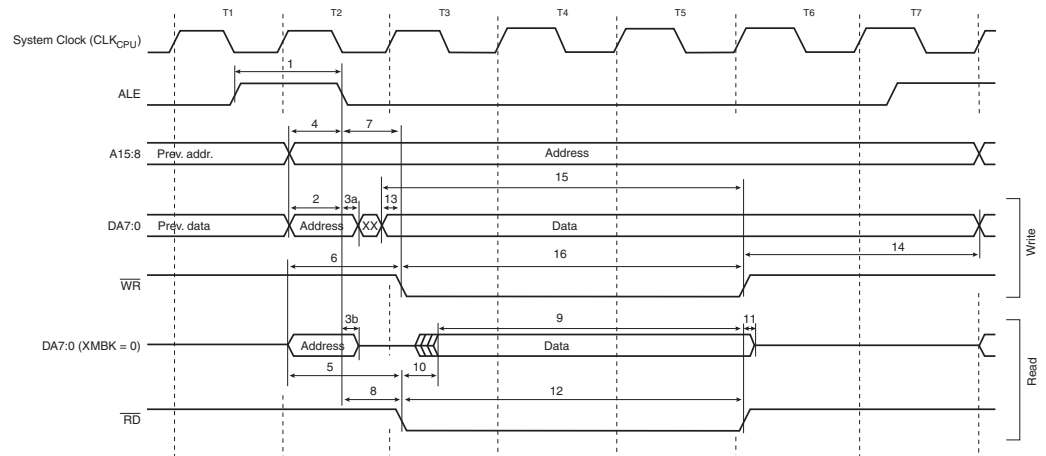 T1 T2 T3 T4 T5 T6 T7
System Clock (CLKCPU)
1
ALE
4 7
A15:8 Prev. addr. Address
15
2 3a 13
DA7:0 Prev. data Address XX Data
14
6 16
WR
Write
3b 9 11
DA7:0 (XMBK = 0) Address Data
5 10
8 12
RD
Read